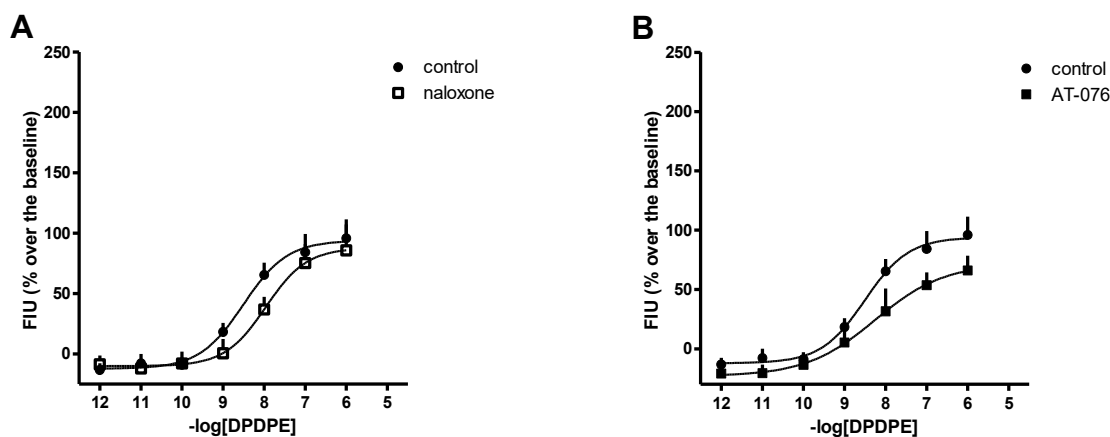 A
250
200
150
100
50
0
FIU (% over the baseline)
control
naloxone
12 11 10 9 8 7 6 5
-log[DPDPE]
B
250
200
150
100
50
0
FIU (% over the baseline)
control
AT-076
12 11 10 9 8 7 6 5
-log[DPDPE]